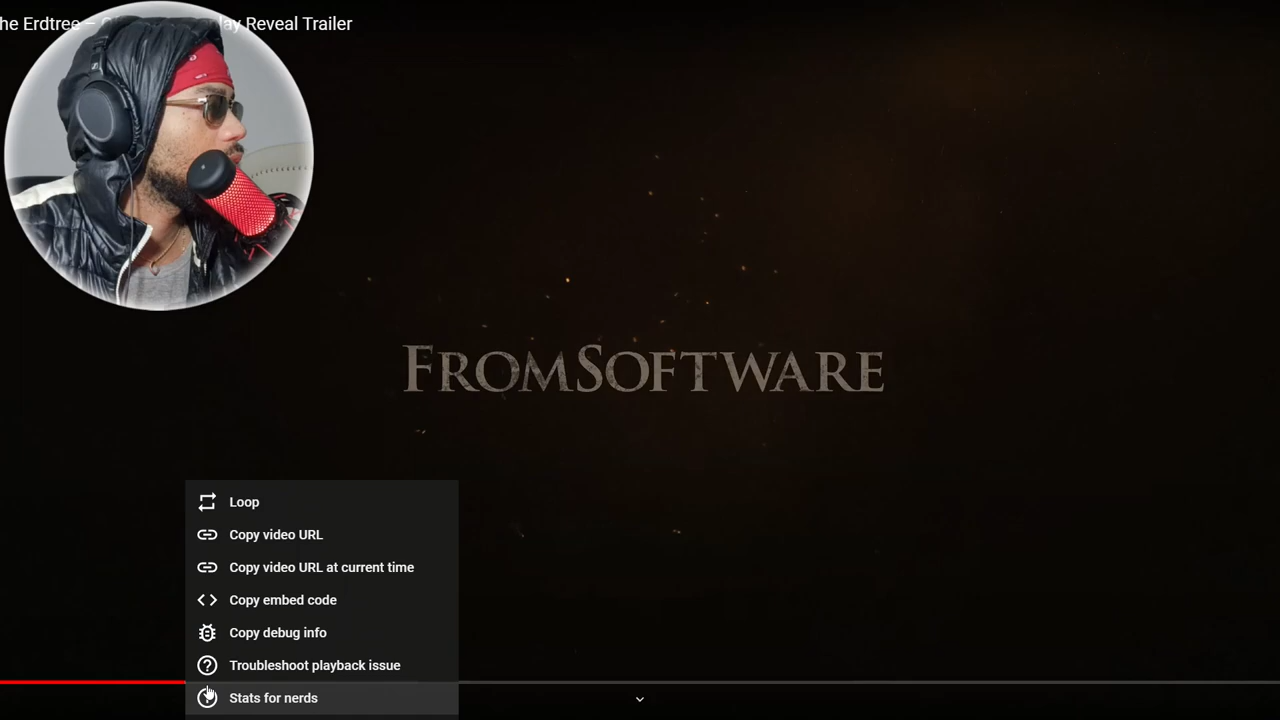 he Erdtree – ay Reveal Trailer
FROMSOFTWARE
Loop
Copy video URL
Copy video URL at current time
Copy embed code
Copy debug info
Troubleshoot playback issue
Stats for nerds